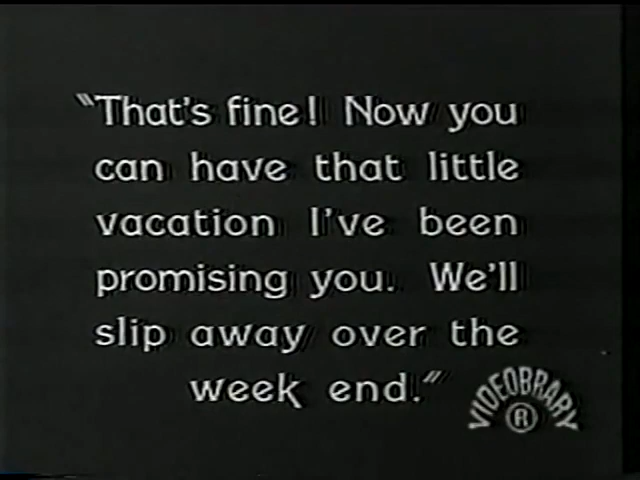 “That's fine! Now you
can have that little
vacation I've been
promising you. We'll
slip away over the
week end.”
VIDEOBRARY
®